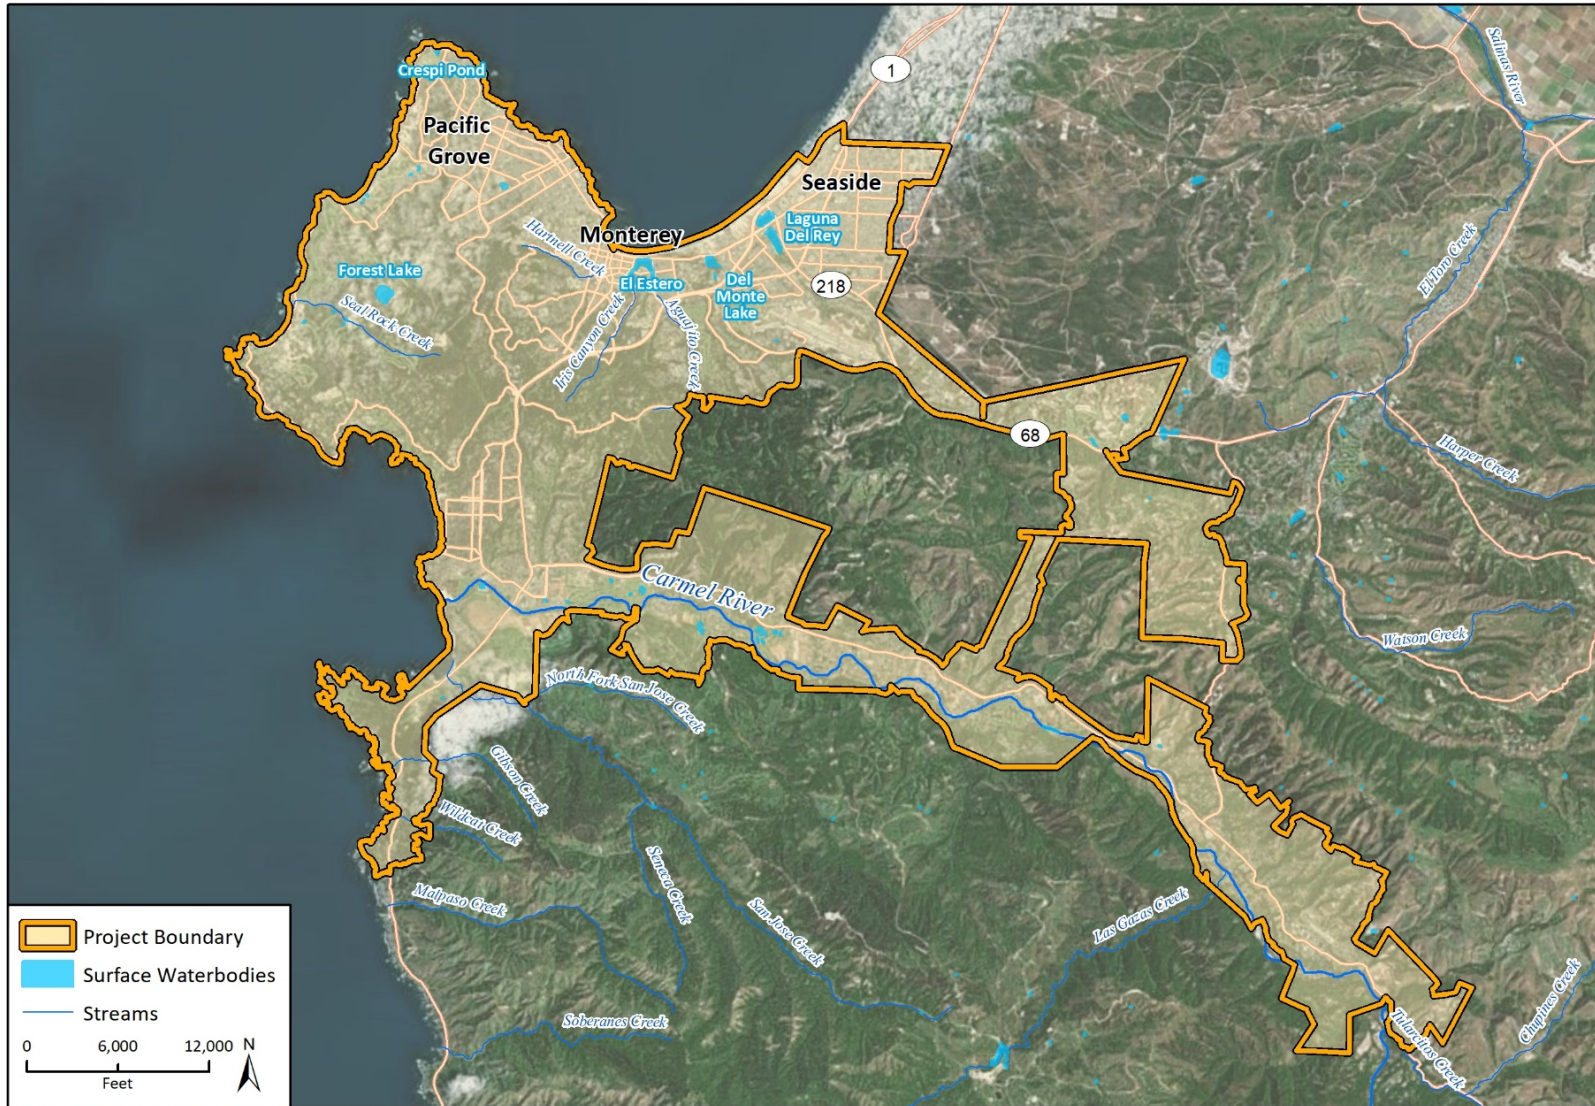 Crespi Pond
Pacific
Grove
1
Salinas River
Seaside
Laguna
Del Rey
Monterey
Hartnell Creek
El Estero
Del
Monte
Lake
218
Forest Lake
Seal Rock Creek
Iris Canyon Creek
Aguajito Creek
El Toro Creek
68
Harper Creek
Carmel River
Watson Creek
North Fork San Jose Creek
Gibson Creek
Wildcat Creek
Seneca Creek
Malpaso Creek
San Jose Creek
Las Gazas Creek
Soberanes Creek
Tularcitos Creek
Chupines Creek
Project Boundary
Surface Waterbodies
Streams
0 6,000 12,000
Feet
N